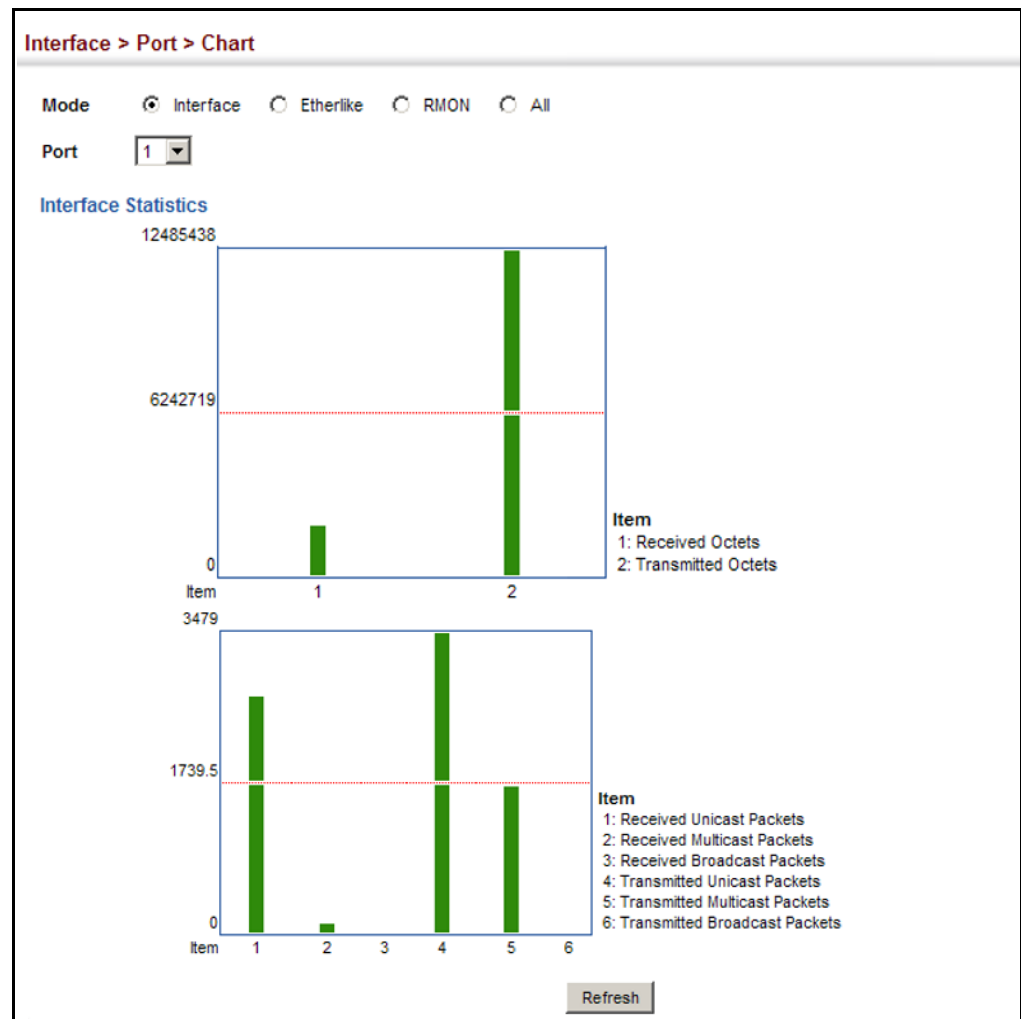 Interface > Port > Chart
Mode Interface Etherlike RMON All
Port 1
Interface Statistics
12485438
6242719
0
Item 1 2
Item
1: Received Octets
2: Transmitted Octets
3479
1739.5
0
Item 1 2 3 4 5 6
Item
1: Received Unicast Packets
2: Received Multicast Packets
3: Received Broadcast Packets
4: Transmitted Unicast Packets
5: Transmitted Multicast Packets
6: Transmitted Broadcast Packets
Refresh